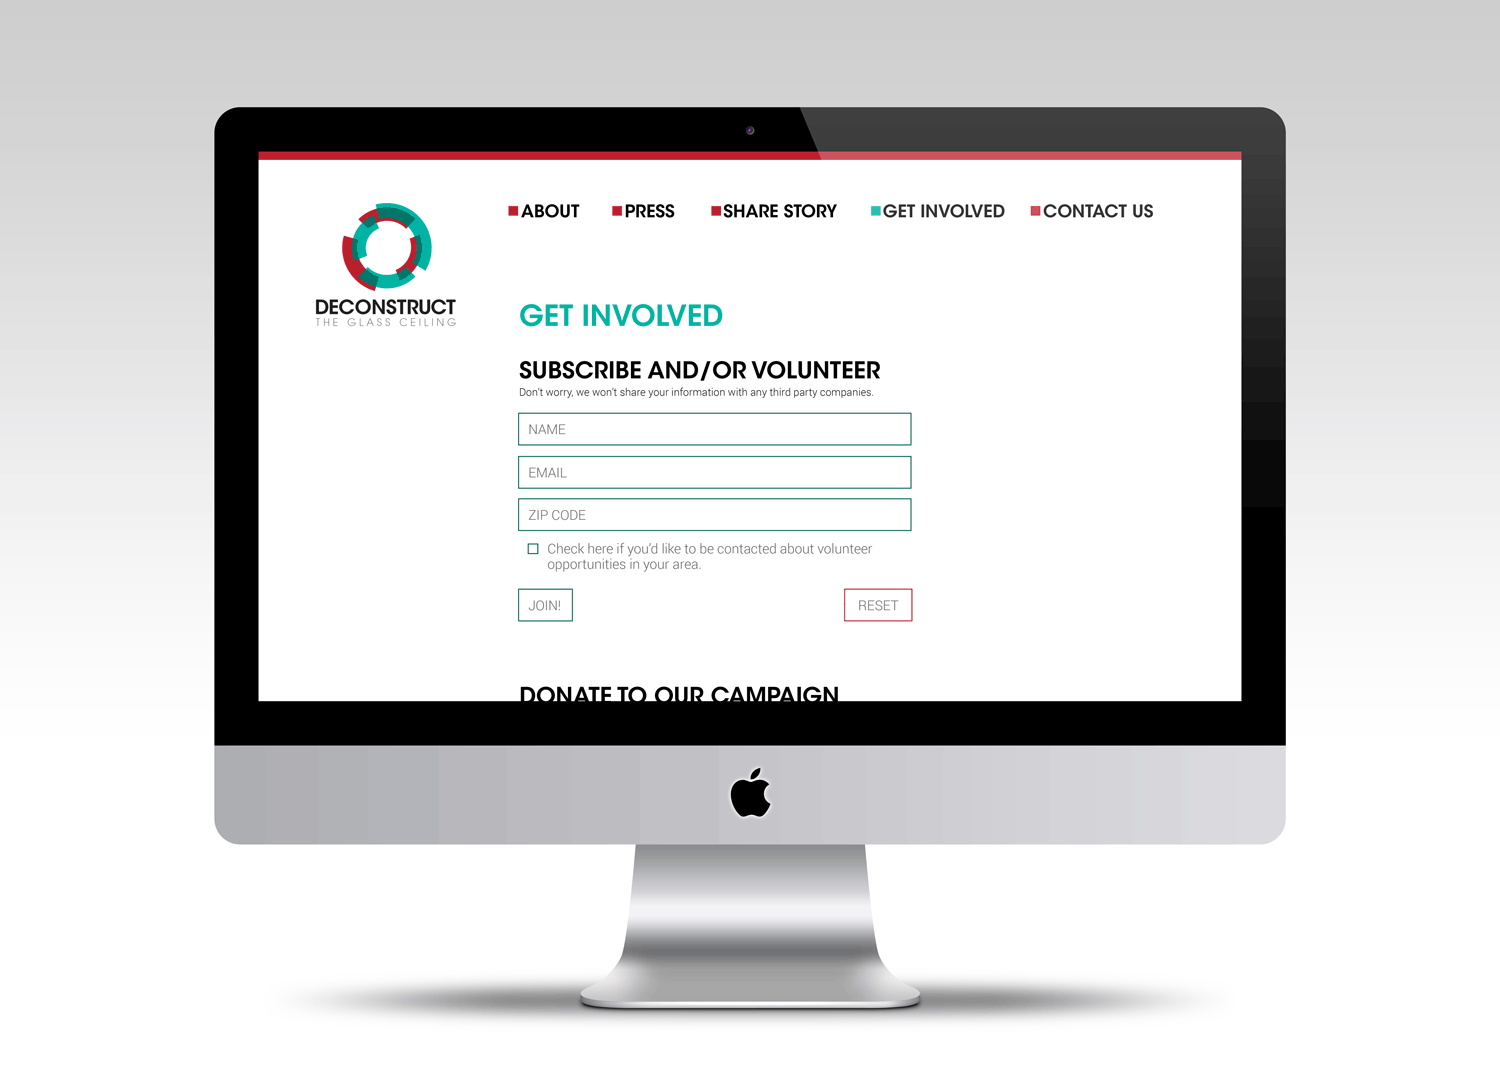 ABOUT PRESS SHARE STORY GET INVOLVED CONTACT US
DECONSTRUCT
THE GLASS CEILING
GET INVOLVED
SUBSCRIBE AND/OR VOLUNTEER
Don't worry, we won't share your information with any third party companies.
NAME
EMAIL
ZIP CODE
Check here if you'd like to be contacted about volunteer
opportunities in your area.
JOIN! RESET
DONATE TO OUR CAMPAIGN